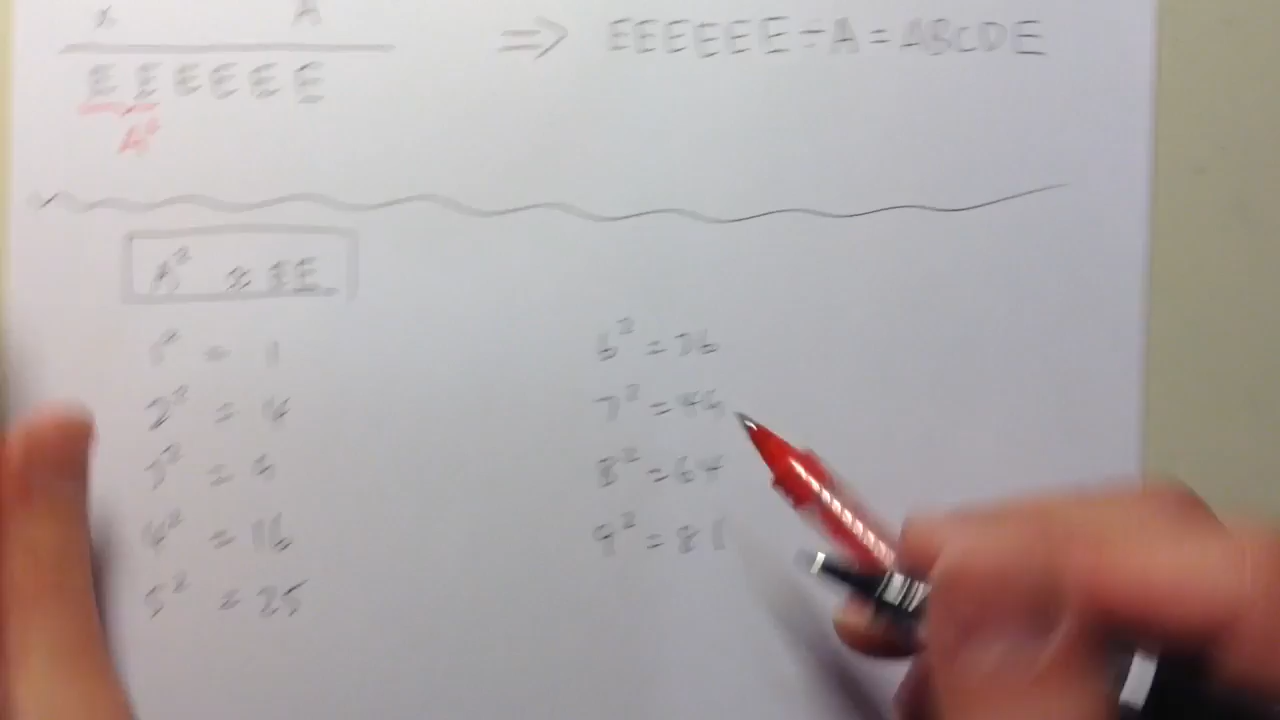 x A
⇒ EEEEEE÷A=ABCDE
EEEEEE
A²
A² ≈ EE
1² = 1
2² = 4
3² = 9
4² = 16
5² = 25
6² = 36
7² = 49
8² = 64
9² = 81